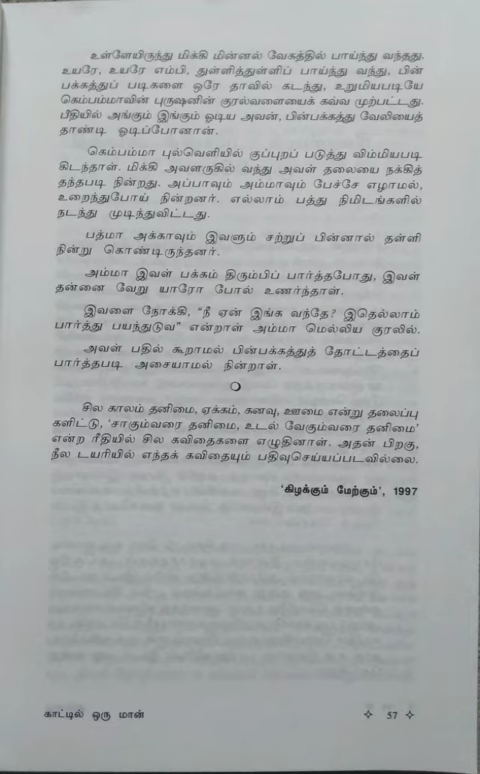 உள்ளேயிருந்து மிக்கி மின்னல் வேகத்தில் பாய்ந்து வந்தது.
உயரே, உயரே எம்பி, துள்ளித்துள்ளிப் பாய்ந்து வந்து, பின்
பக்கத்துப் படிகளை ஒரே தாவில் கடந்து, உறுமியபடியே
கெம்பம்மாவின் புருஷனின் குரல்வளையைக் கவ்வ முற்பட்டது.
பீதியில் அங்கும் இங்கும் ஓடிய அவன், பின்பக்கத்து வேலியைத்
தாண்டி ஓடிப்போனான்.
கெம்பம்மா புல்வெளியில் குப்புறப் படுத்து விம்மியபடி
கிடந்தாள். மிக்கி அவளருகில் வந்து அவள் தலையை நக்கித்
தந்தபடி நின்றது. அப்பாவும் அம்மாவும் பேச்சே எழாமல்,
உறைந்துபோய் நின்றனர். எல்லாம் பத்து நிமிடங்களில்
நடந்து முடிந்துவிட்டது.
பத்மா அக்காவும் இவளும் சற்றுப் பின்னால் தள்ளி
நின்று கொண்டிருந்தனர்.
அம்மா இவள் பக்கம் திரும்பிப் பார்த்தபோது, இவள்
தன்னை வேறு யாரோ போல் உணர்ந்தாள்.
இவளை நோக்கி, “நீ ஏன் இங்க வந்தே? இதெல்லாம்
பார்த்து பயந்துடுவ” என்றாள் அம்மா மெல்லிய குரலில்.
அவள் பதில் கூறாமல் பின்பக்கத்துத் தோட்டத்தைப்
பார்த்தபடி அசையாமல் நின்றாள்.
சில காலம் தனிமை, ஏக்கம், கனவு, ஊமை என்று தலைப்பு
களிட்டு, ‘சாகும்வரை தனிமை, உடல் வேகும்வரை தனிமை’
என்ற ரீதியில் சில கவிதைகளை எழுதினாள். அதன் பிறகு,
நீல டயரியில் எந்தக் கவிதையும் பதிவுசெய்யப்படவில்லை.
‘கிழக்கும் மேற்கும்’, 1997
காட்டில் ஒரு மான்
✧ 57 ✧